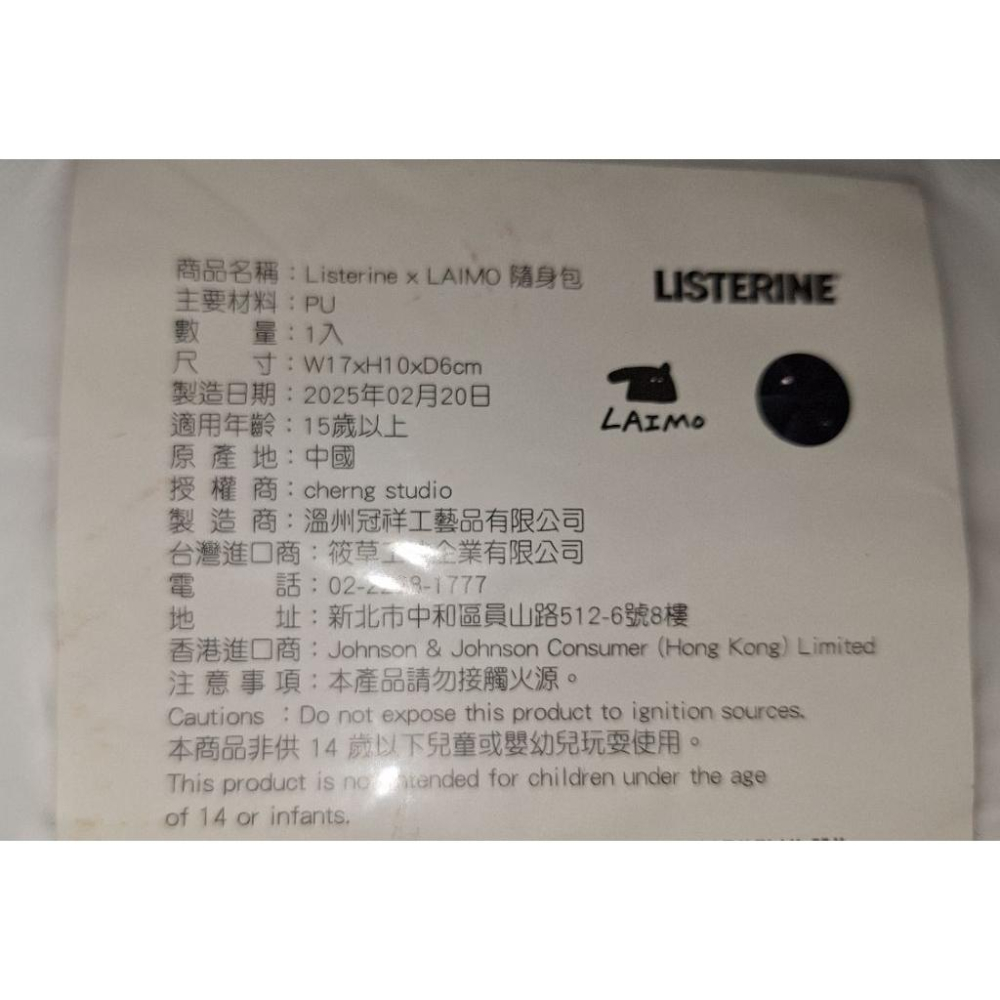 商品名稱：Listerine x LAIMO 隨身包
LISTERINE
主要材料：PU
數量：1入
尺寸：W17xH10xD6cm
製造日期：2025年02月20日
LAIMO
適用年齡：15歲以上
原產地：中國
授權商：cherng studio
製造商：溫州冠祥工藝品有限公司
台灣進口商：筱草企業有限公司
電話：02-1777
地址：新北市中和區員山路512-6號8樓
香港進口商：Johnson & Johnson Consumer (Hong Kong) Limited
注意事項：本產品請勿接觸火源。
Cautions ：Do not expose this product to ignition sources.
本商品非供 14 歲以下兒童或嬰幼兒玩耍使用。
This product is for children under the age
of 14 or infants.